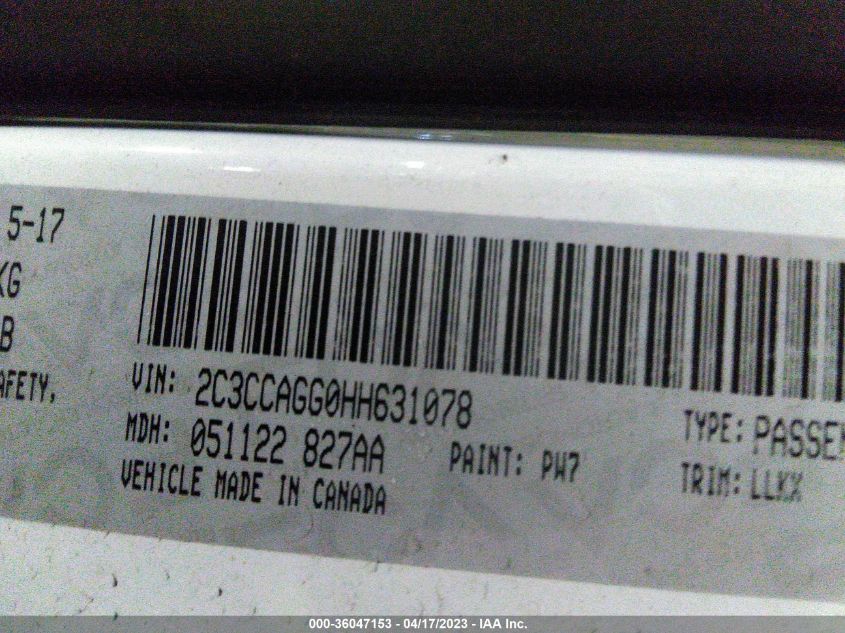 5-17
KG
B
AFETY.
VIN: 2C3CCAGG0HH631078
MDH: 051122 827AA
PAINT: PW7
VEHICLE MADE IN CANADA
TYPE: PASSEN
TRIM: LLKX
000-36047153 - 04/17/2023 - IAA Inc.